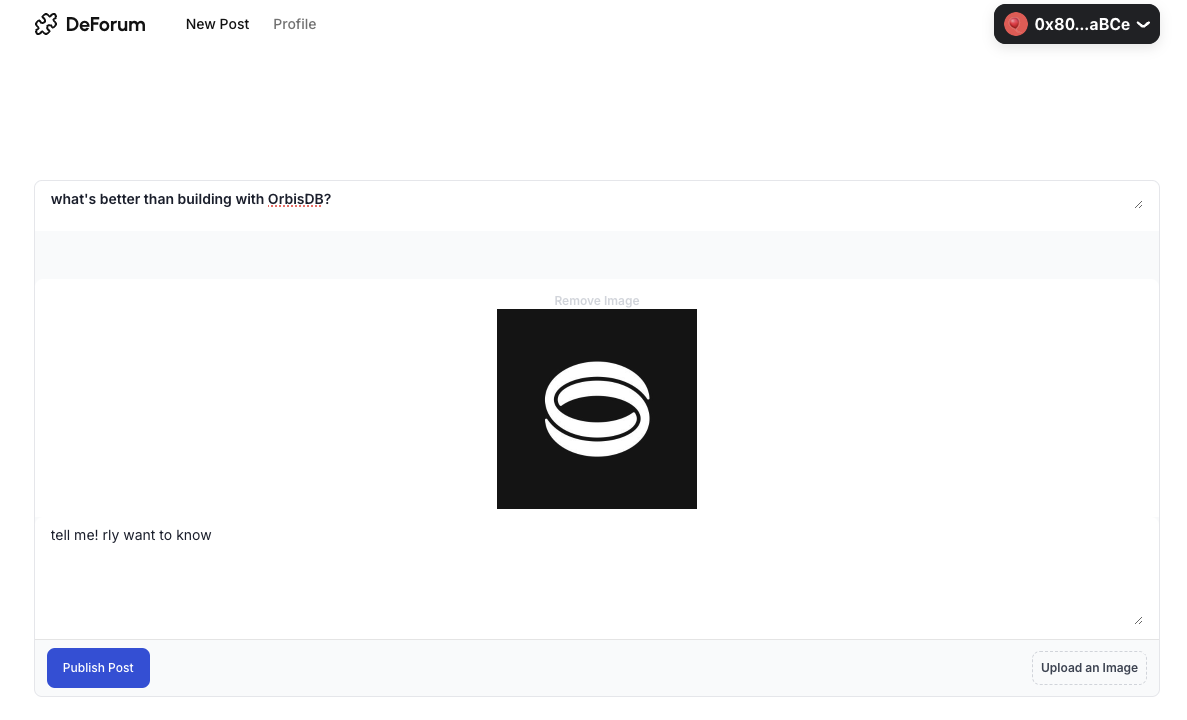 DeForum
New Post
Profile
0x80...aBCe
what's better than building with OrbisDB?
Remove Image
tell me! rly want to know
Publish Post
Upload an Image